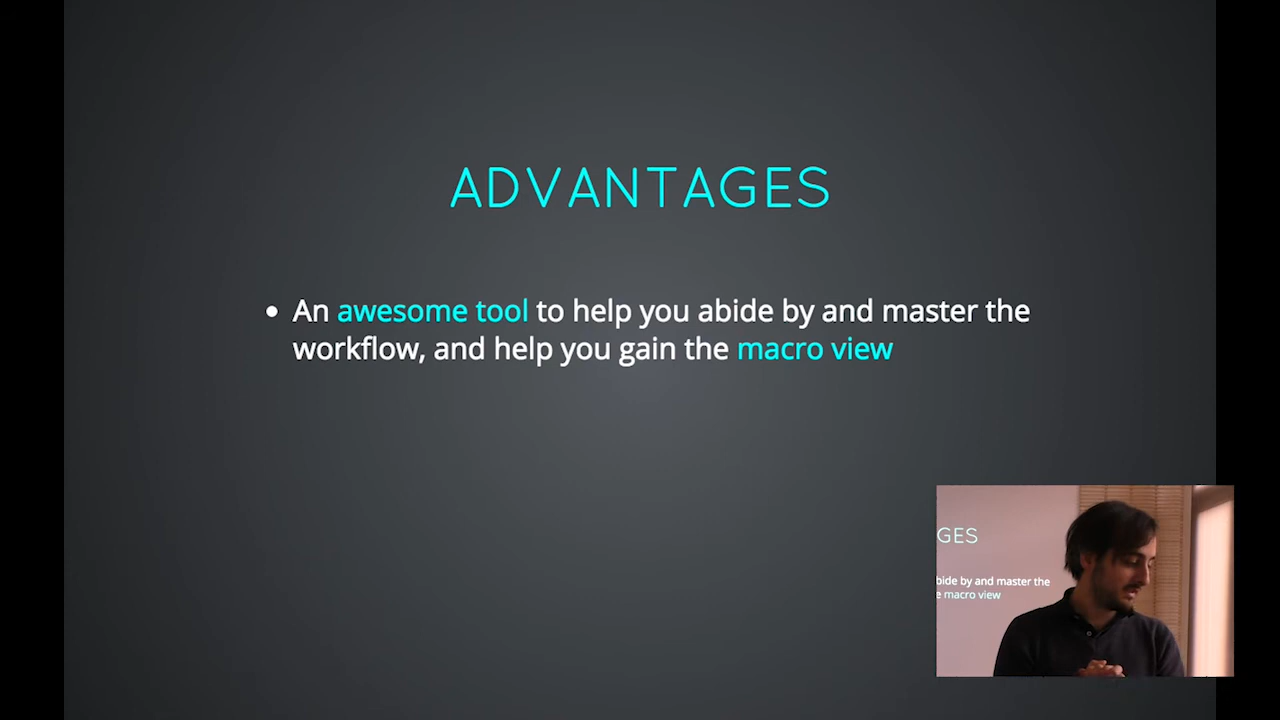 ADVANTAGES
• An awesome tool to help you abide by and master the
workflow, and help you gain the macro view
GES
bide by and master the
e macro view